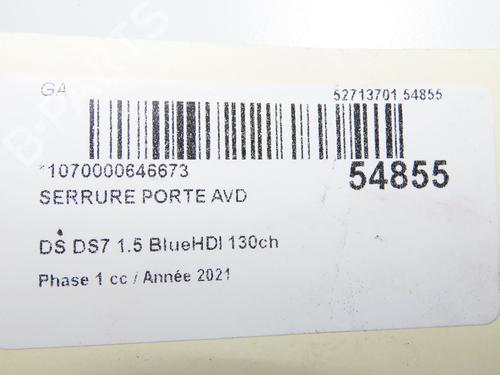 GA
52713701 54855
*1070000646673
54855
SERRURE PORTE AVD
DS DS7 1.5 BlueHDI 130ch
Phase 1 cc / Année 2021
B-PARTS